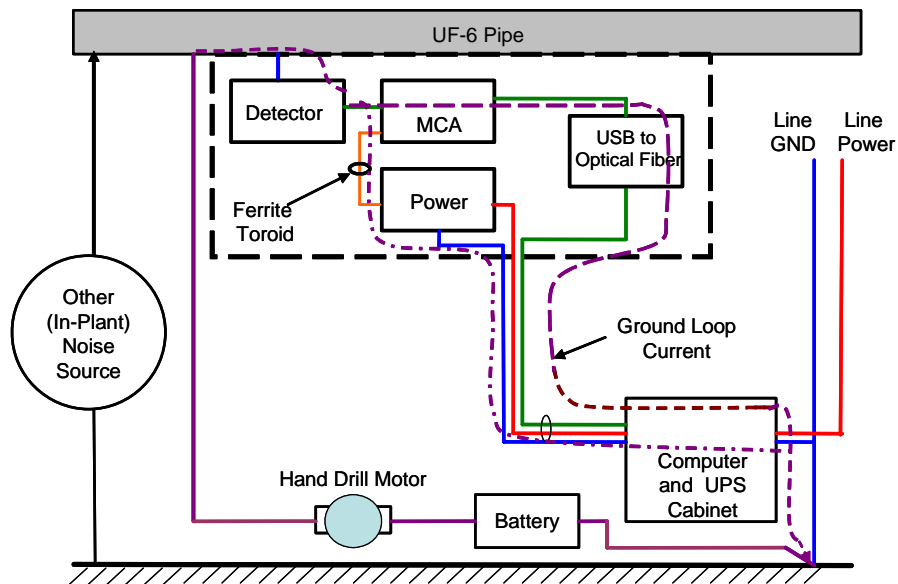 UF-6 Pipe
Detector
MCA
USB to
Optical Fiber
Line
GND
Line
Power
Power
Ferrite
Toroid
Other
(In-Plant)
Noise
Source
Ground Loop
Current
Computer
and UPS
Cabinet
Hand Drill Motor
Battery